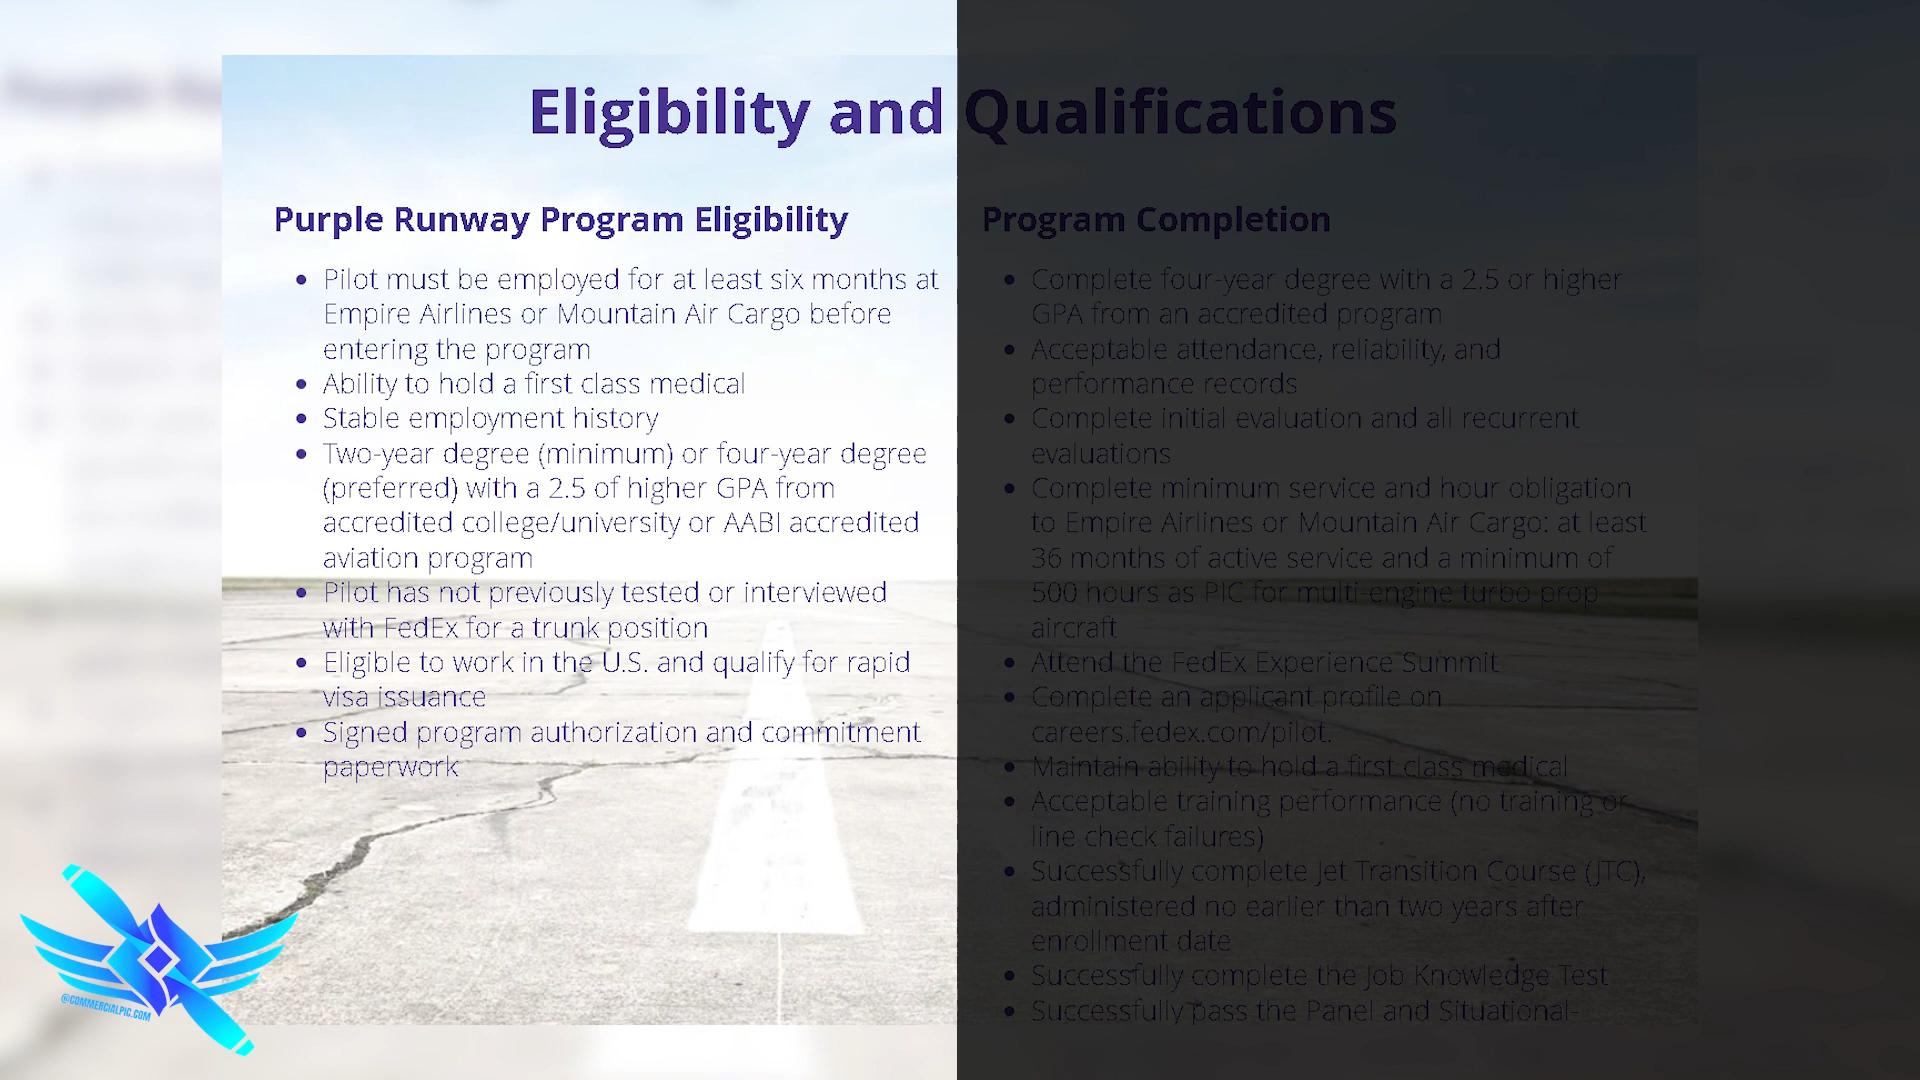 Eligibility and Qualifications
Purple Runway Program Eligibility
• Pilot must be employed for at least six months at
Empire Airlines or Mountain Air Cargo before
entering the program
• Ability to hold a first class medical
• Stable employment history
• Two-year degree (minimum) or four-year degree
(preferred) with a 2.5 of higher GPA from
accredited college/university or AABI accredited
aviation program
• Pilot has not previously tested or interviewed
with FedEx for a trunk position
• Eligible to work in the U.S. and qualify for rapid
visa issuance
• Signed program authorization and commitment
paperwork
Program Completion
• Complete four-year degree with a 2.5 or higher
GPA from an accredited program
• Acceptable attendance, reliability, and
performance records
• Complete initial evaluation and all recurrent
evaluations
• Complete minimum service and hour obligation
to Empire Airlines or Mountain Air Cargo: at least
36 months of active service and a minimum of
500 hours as PIC for multi-engine turbo prop
aircraft
• Attend the FedEx Experience Summit
• Complete an applicant profile on
careers.fedex.com/pilot.
• Maintain ability to hold a first class medical
• Acceptable training performance (no training or
line check failures)
• Successfully complete Jet Transition Course (JTC),
administered no earlier than two years after
enrollment date
• Successfully complete the Job Knowledge Test
• Successfully pass the Panel and Situational-
@COMMERCIALPIC.COM